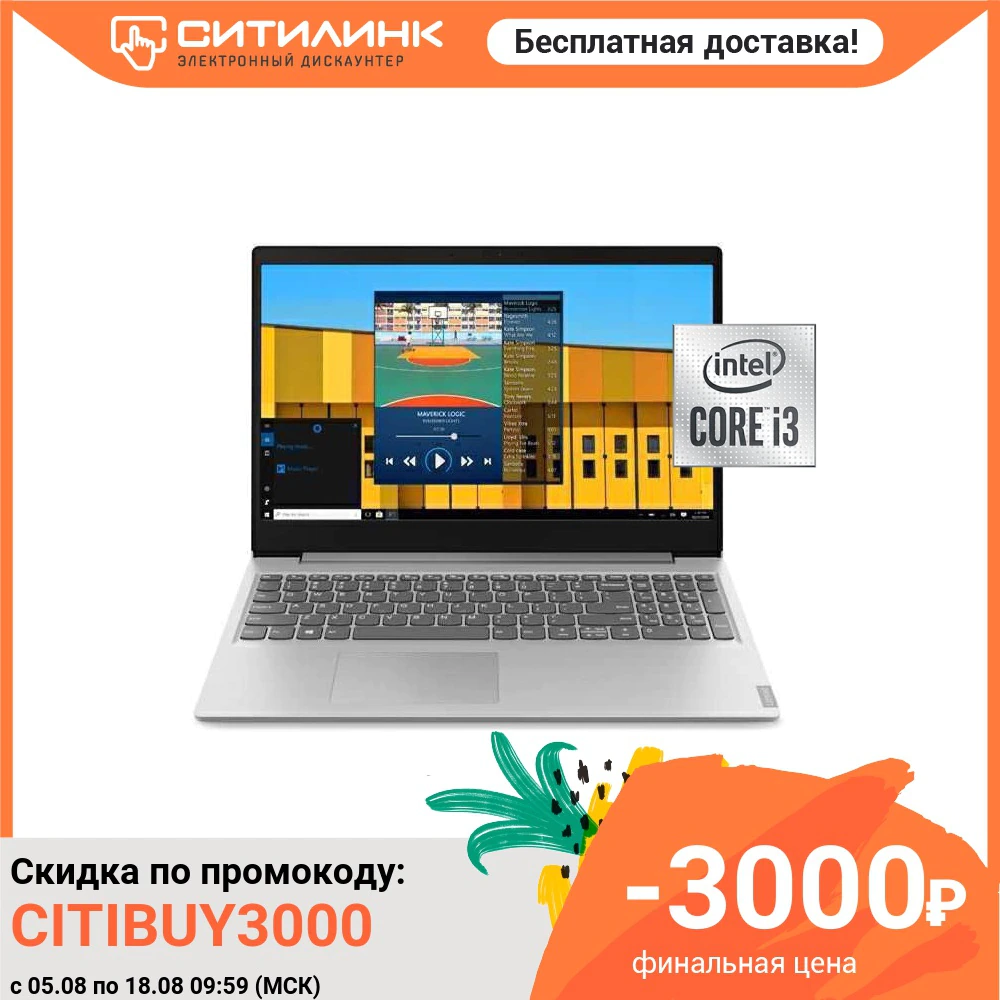 СИТИЛИНК
ЭЛЕКТРОННЫЙ ДИСКАУНТЕР
Бесплатная доставка!
MAVERICK LOGIC
intel
CORE i3
Скидка по промокоду:
CITIBUY3000
с 05.08 по 18.08 09:59 (МСК)
-3000₽
финальная цена